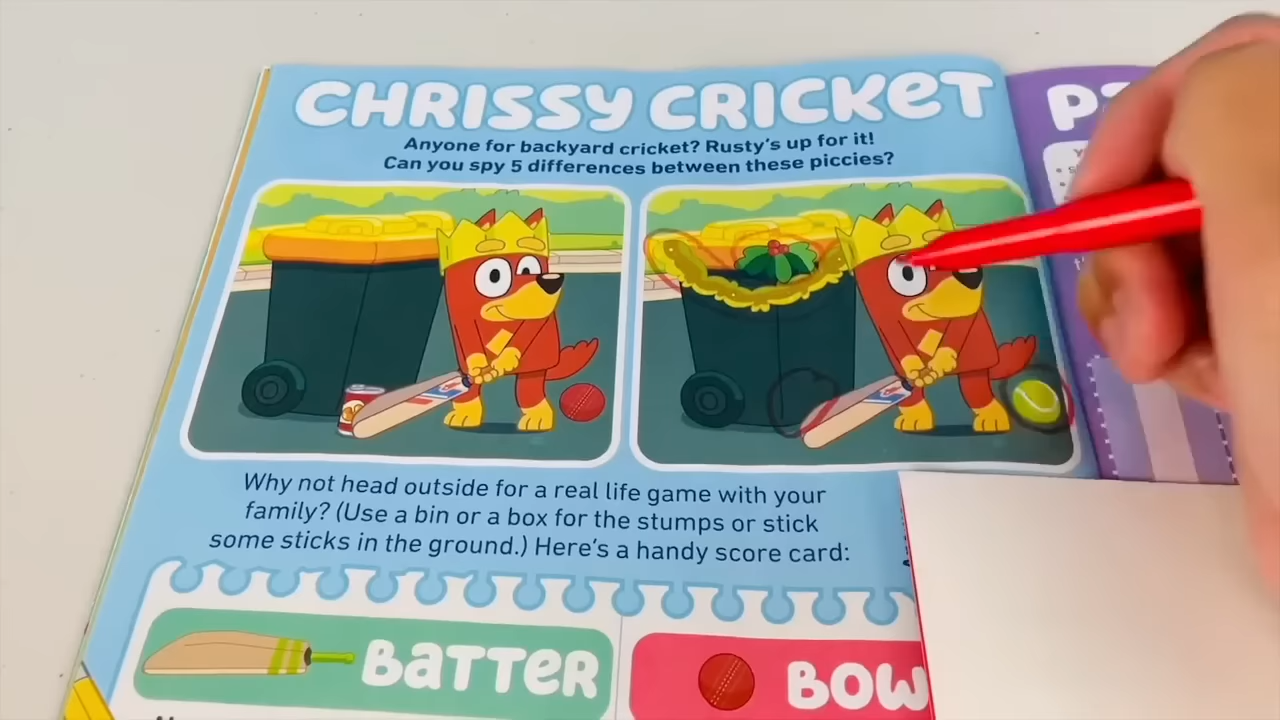 CHRISSY CRICKET
Anyone for backyard cricket? Rusty's up for it!
Can you spy 5 differences between these piccies?
Why not head outside for a real life game with your
family? (Use a bin or a box for the stumps or stick
some sticks in the ground.) Here's a handy score card:
BATTER